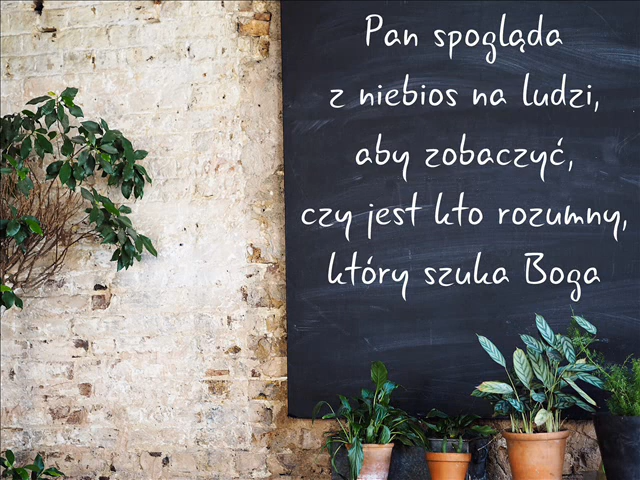 Pan spogląda
z niebios na ludzi,
aby zobaczyć,
czy jest kto rozumny,
który szuka Boga